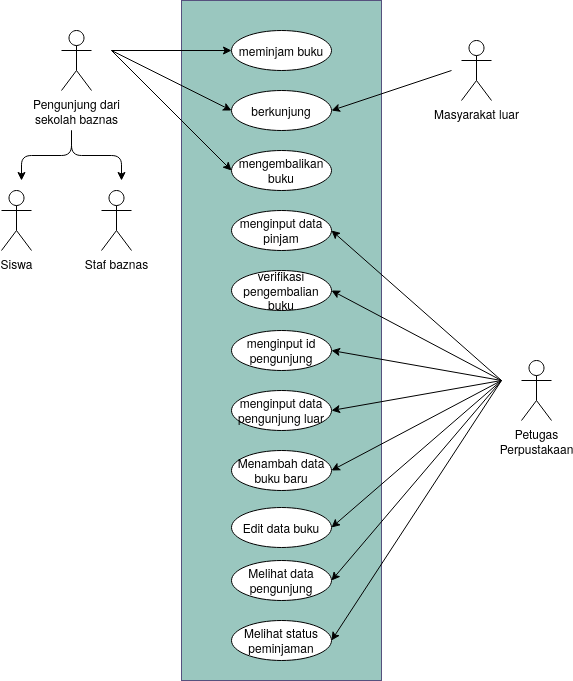 Pengunjung dari
sekolah baznas
Siswa
Staf baznas
meminjam buku
berkunjung
mengembalikan
buku
menginput data
pinjam
verifikasi
pengembalian
buku
menginput id
pengunjung
menginput data
pengunjung luar
Menambah data
buku baru
Edit data buku
Melihat data
pengunjung
Melihat status
peminjaman
Masyarakat luar
Petugas
Perpustakaan